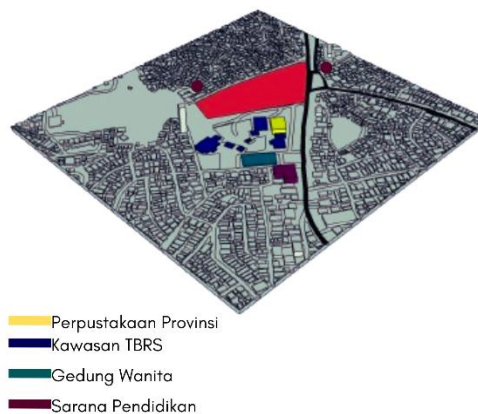 Perpustakaan Provinsi
Kawasan TBRS
Gedung Wanita
Sarana Pendidikan